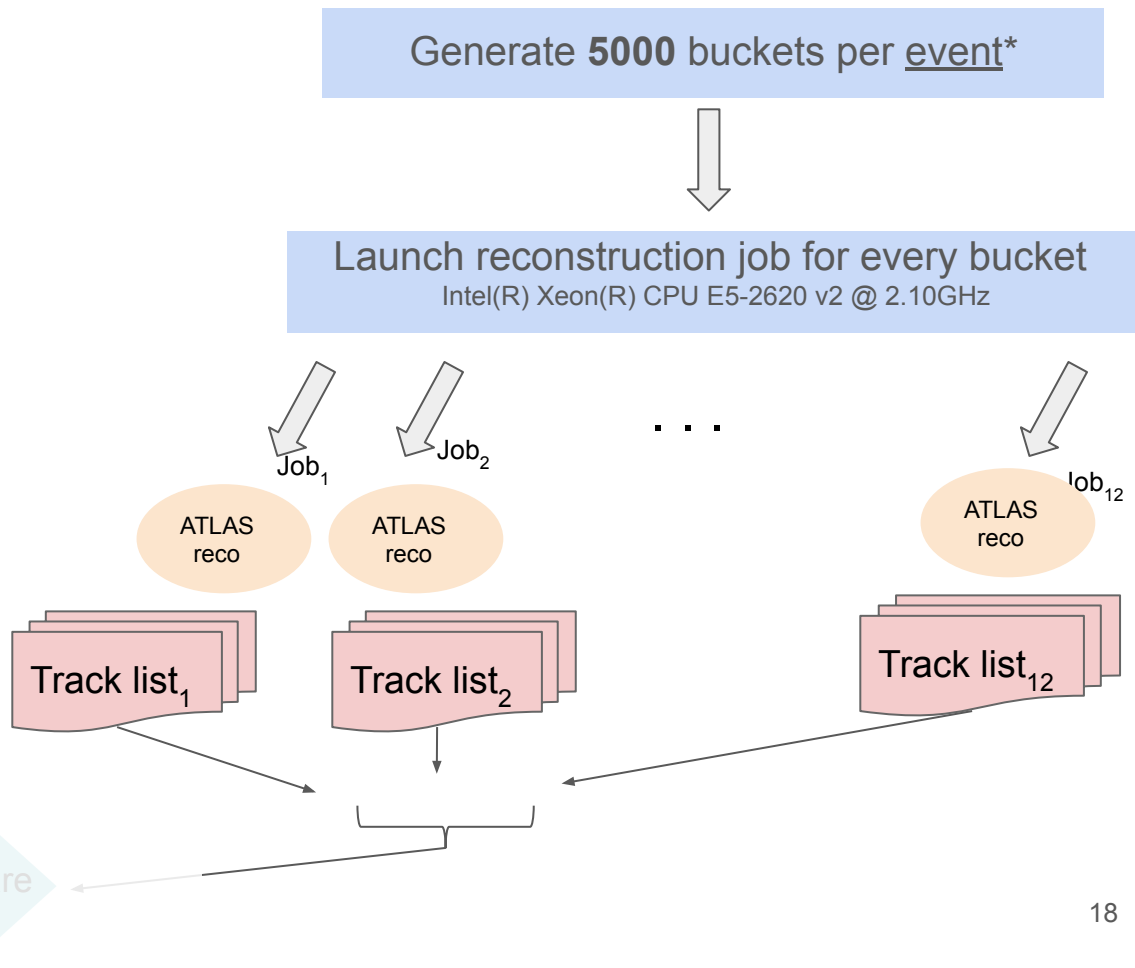 Generate 5000 buckets per event*
Launch reconstruction job for every bucket
Intel(R) Xeon(R) CPU E5-2620 v2 @ 2.10GHz
. . .
Job1
Job2
ATLAS
reco
ATLAS
reco
ATLAS
reco
Track list1
Track list2
Track list12
18